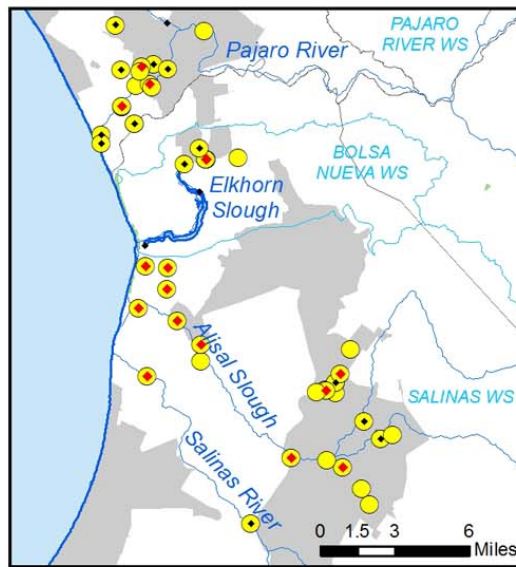 PAJARO
RIVER WS
Pajaro River
BOLSA
NUEVA WS
Elkhorn
Slough
Alisal Slough
SALINAS WS
Salinas River
0 1.5 3 6
Miles